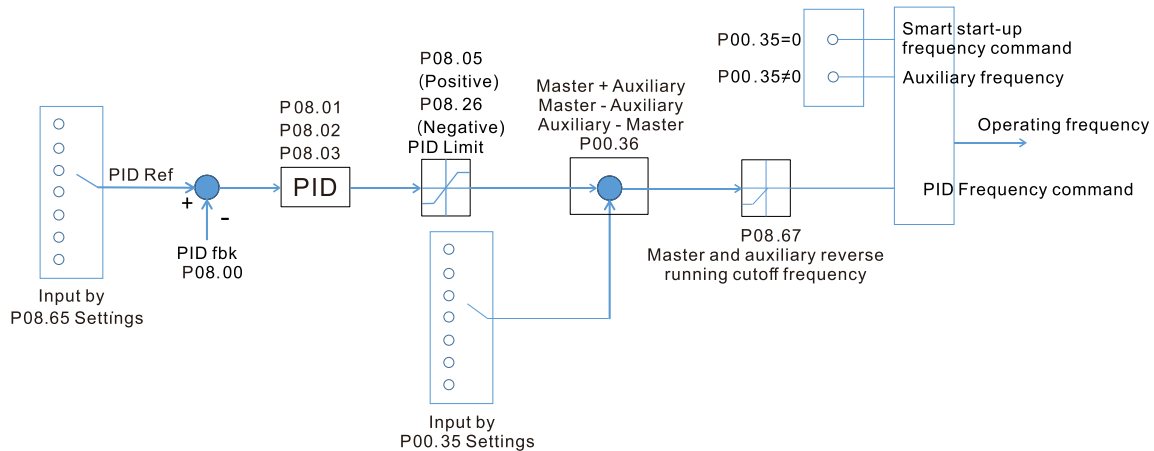 P00.35=0
Smart start-up
frequency command
P00.35≠0
Auxiliary frequency
Operating frequency
PID Frequency command
P08.05
(Positive)
P08.26
(Negative)
PID Limit
Master + Auxiliary
Master - Auxiliary
Auxiliary - Master
P00.36
P08.01
P08.02
P08.03
PID
PID Ref
+
-
PID fbk
P08.00
Input by
P08.65 Settings
P08.67
Master and auxiliary reverse
running cutoff frequency
Input by
P00.35 Settings